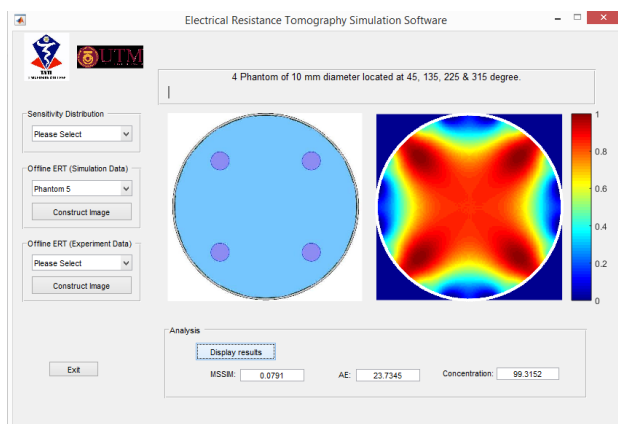 Electrical Resistance Tomography Simulation Software
TATI
UTM
4 Phantom of 10 mm diameter located at 45, 135, 225 & 315 degree.
Sensitivity Distribution
Please Select
Offline ERT (Simulation Data)
Phantom 5
Construct Image
Offline ERT (Experiment Data)
Please Select
Construct Image
1
0.8
0.6
0.4
0.2
0
Analysis
Display results
MSSIM: 0.0791 AE: 23.7345 Concentration: 99.3152
Exit